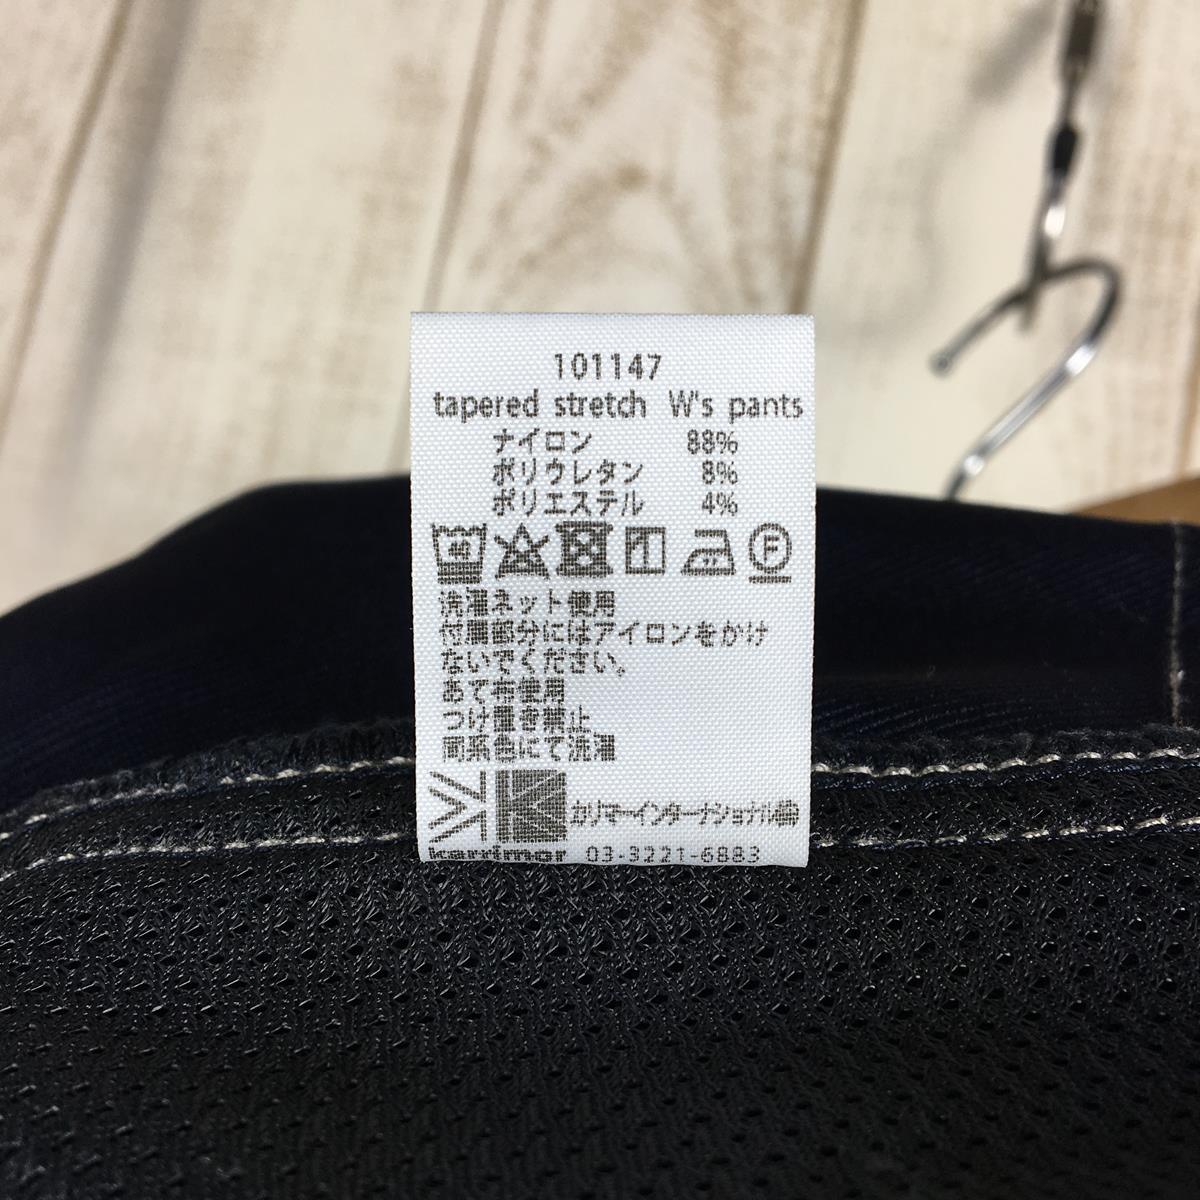 101147
tapered stretch W's pants
ナイロン 88%
ポリウレタン 8%
ポリエステル 4%
40 F
洗濯ネット使用
付属部分にはアイロンをかけ
ないでください。
あて布使用
つけ置き禁止
同系色にて洗濯
カリマーインターナショナル㈱
karrimor 03-3221-6883